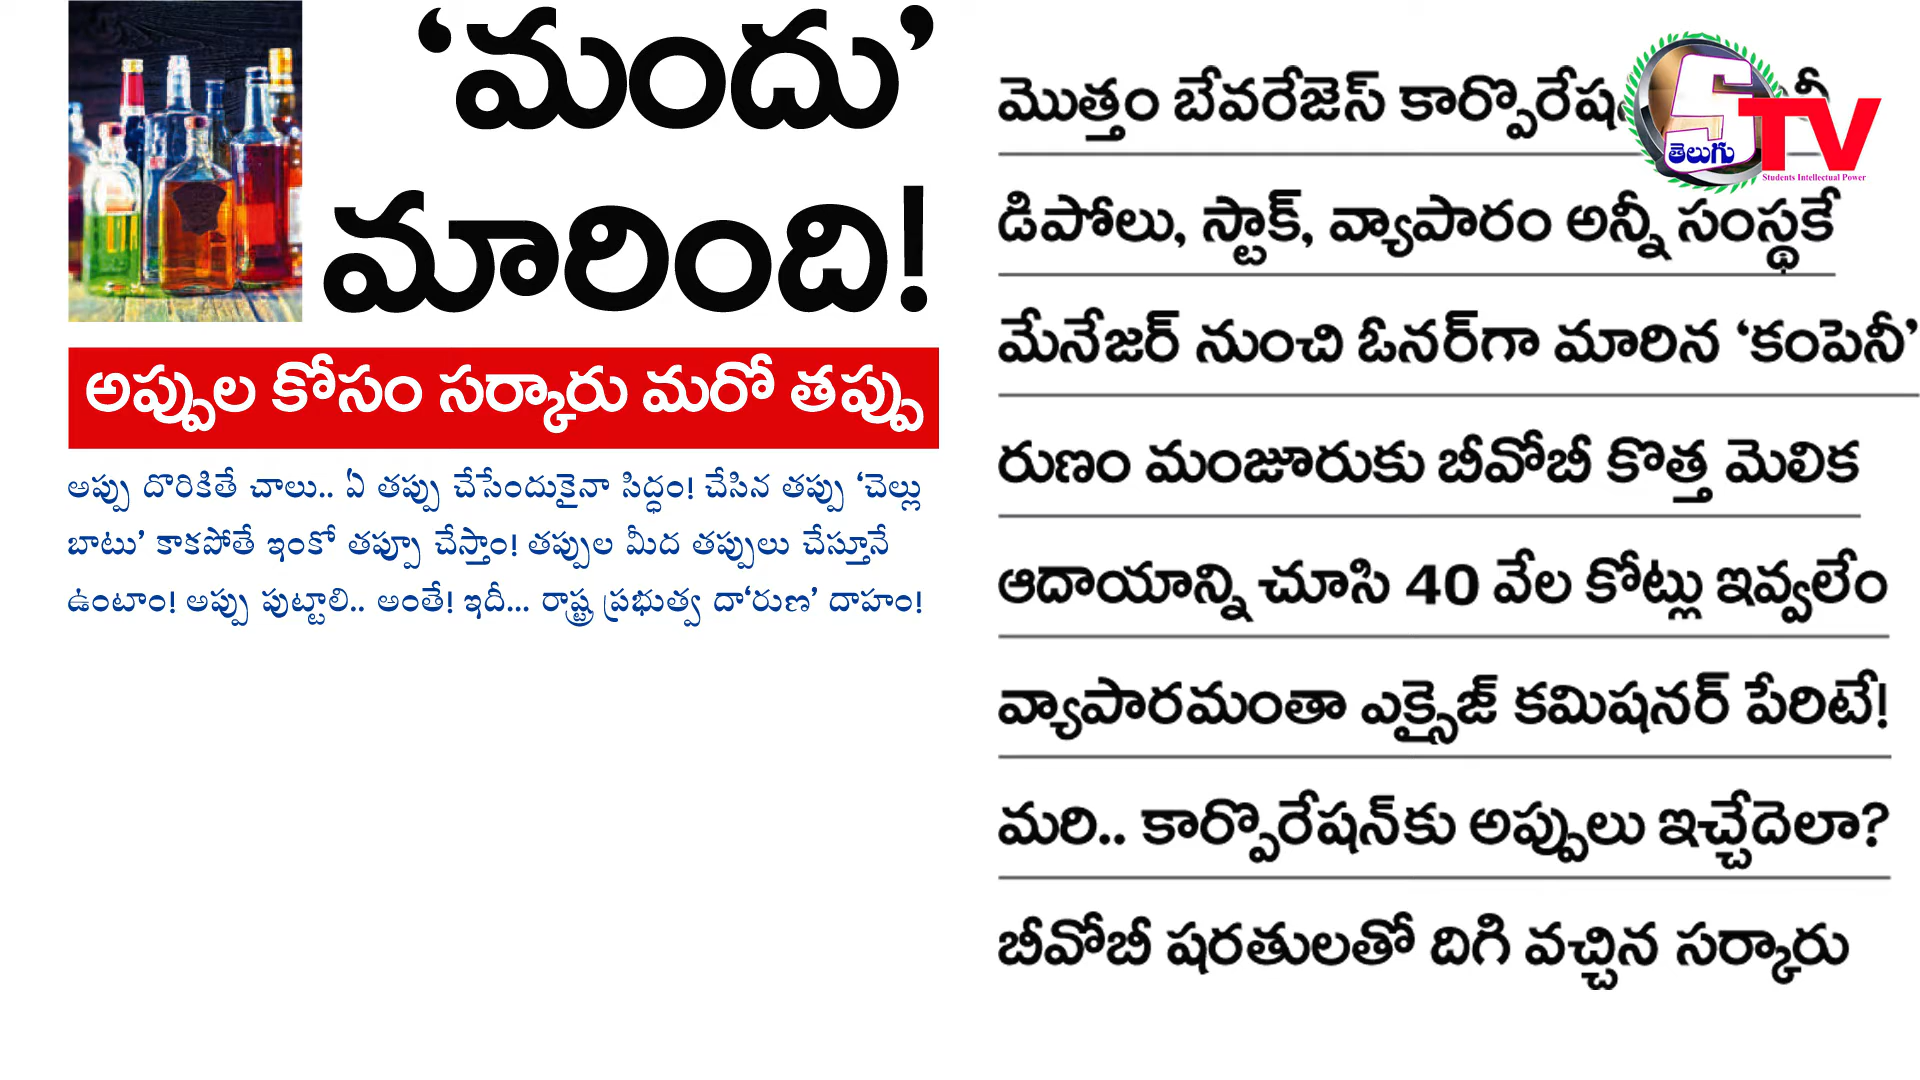 ‘మందు’
మారింది!
అప్పుల కోసం సర్కారు మరో తప్పు
అప్పు దొరికితే చాలు.. ఏ తప్పు చేసేందుకైనా సిద్ధం! చేసిన తప్పు ‘చెల్లు
బాటు’ కాకపోతే ఇంకో తప్పూ చేస్తాం! తప్పుల మీద తప్పులు చేస్తూనే
ఉంటాం! అప్పు పుట్టాలి.. అంతే! ఇదీ... రాష్ట్ర ప్రభుత్వ దా‘రుణ’ దాహం!
మొత్తం బేవరేజెస్ కార్పొరేషన్
డిపోలు, స్టాక్, వ్యాపారం అన్నీ సంస్థకే
మేనేజర్ నుంచి ఓనర్‌గా మారిన ‘కంపెనీ’
రుణం మంజూరుకు బీవోబీ కొత్త మెలిక
ఆదాయాన్ని చూసి 40 వేల కోట్లు ఇవ్వలేం
వ్యాపారమంతా ఎక్సైజ్ కమిషనర్ పేరిటే!
మరి.. కార్పొరేషన్‌కు అప్పులు ఇచ్చేదెలా?
బీవోబీ షరతులతో దిగి వచ్చిన సర్కారు
S TV
తెలుగు
Students Intellectual Power